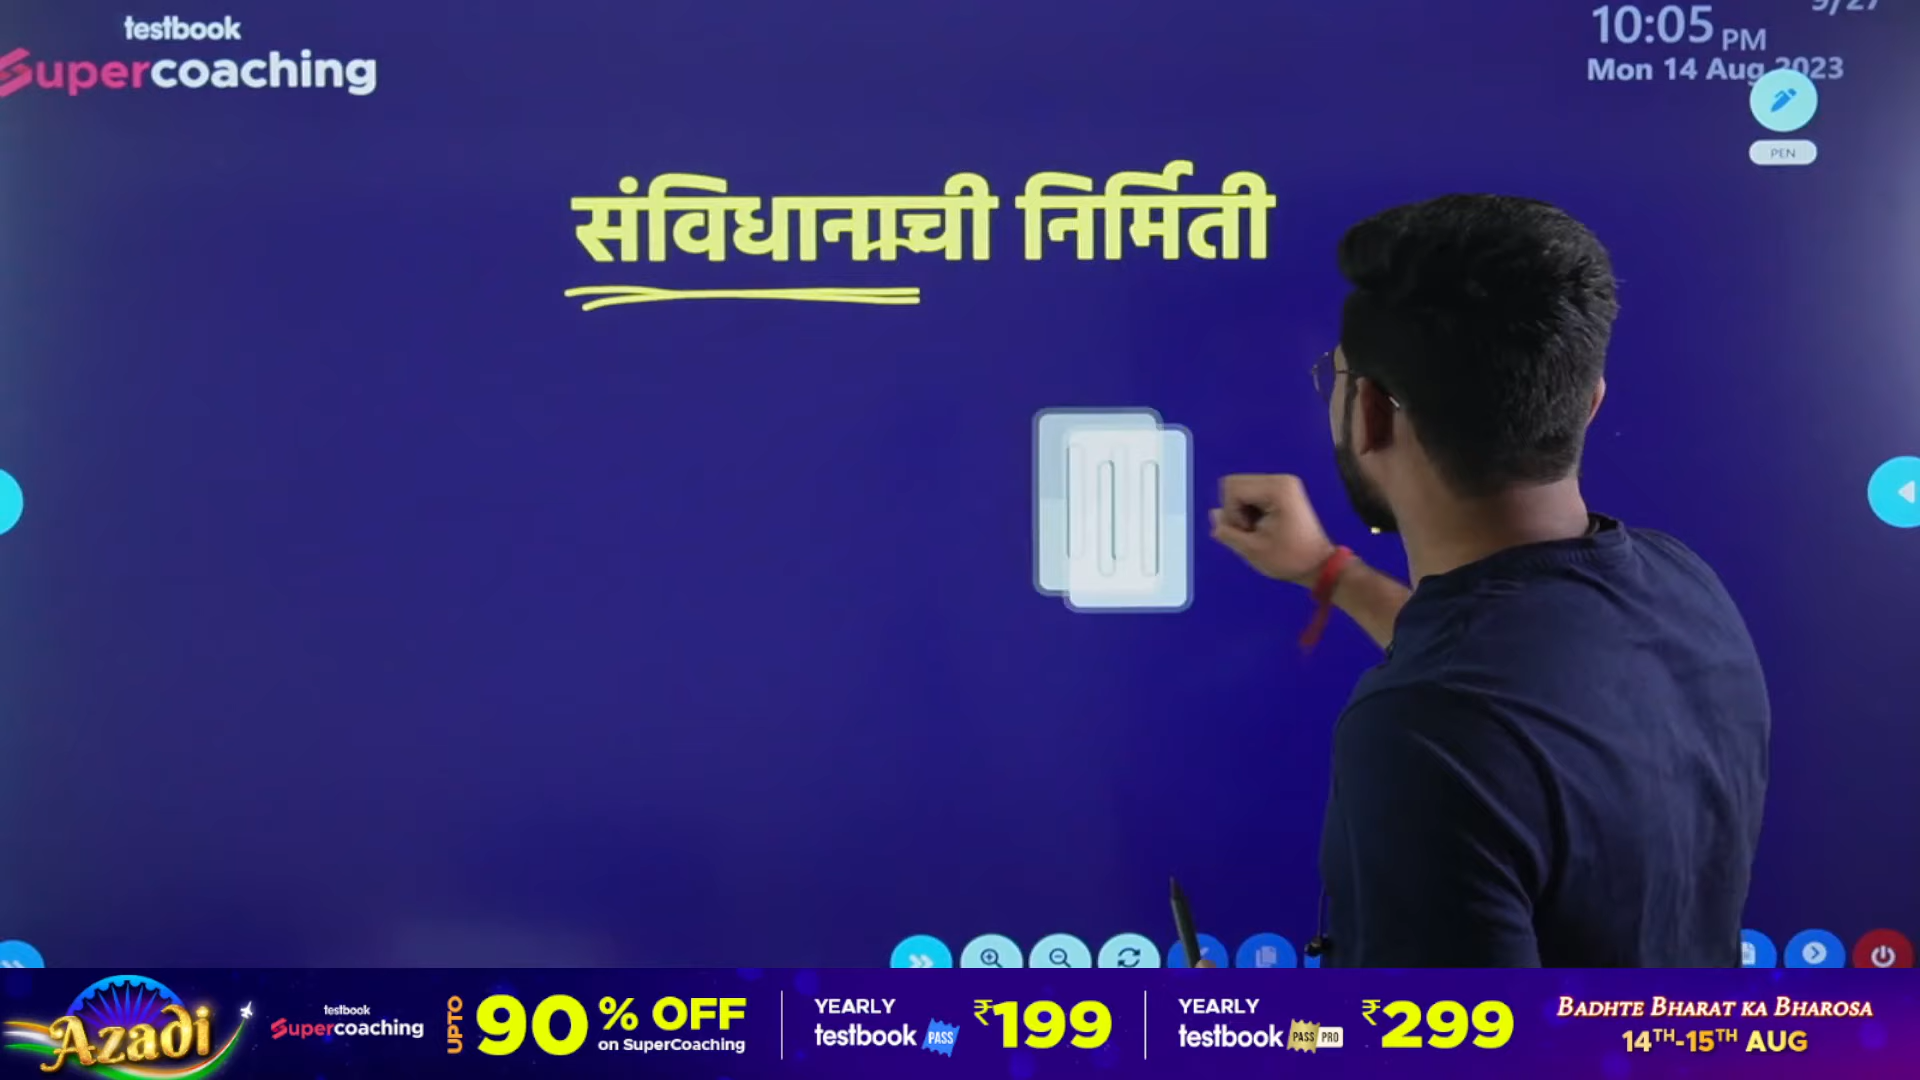 testbook
Supercoaching
10:05 PM
Mon 14 Aug 2023
PEN
संविधानाची निर्मिती
Azadi
testbook
Supercoaching
UPTO 90% OFF
on SuperCoaching
YEARLY
testbook PASS
₹199
YEARLY
testbook PASS PRO
₹299
BADHTE BHARAT KA BHAROSA
14TH-15TH AUG